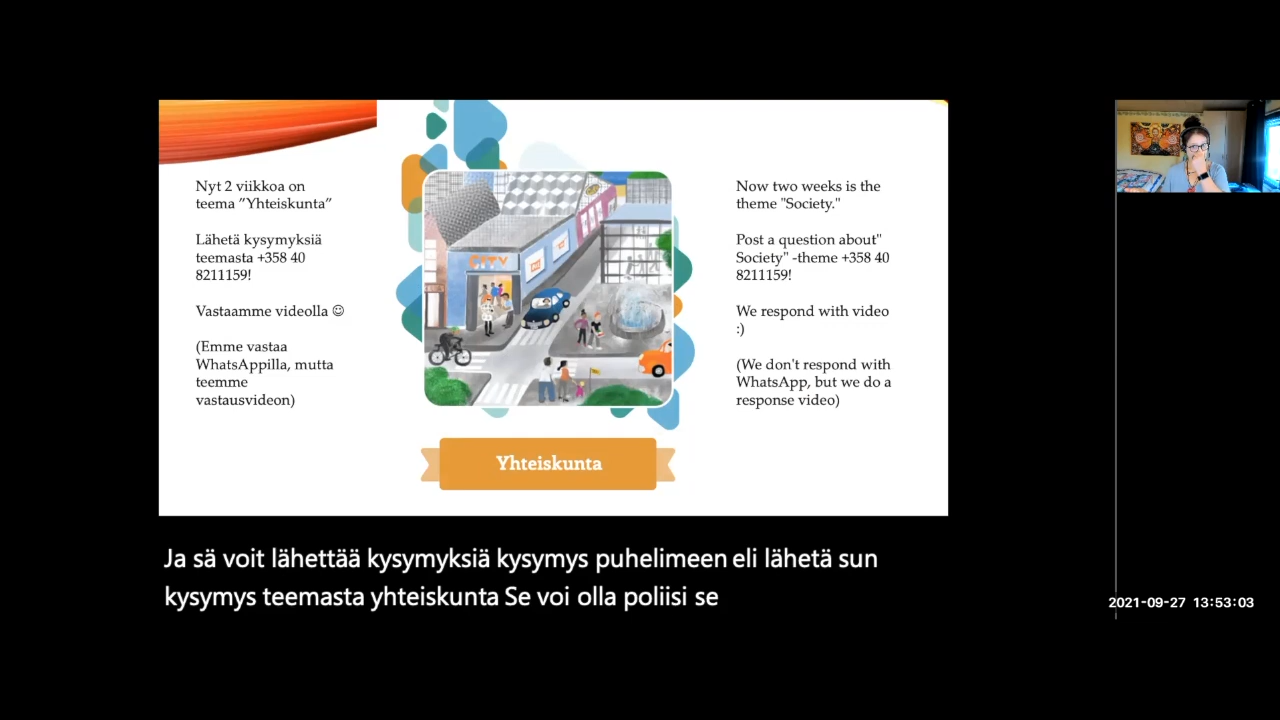 Nyt 2 viikkoa on
teema ”Yhteiskunta”
Lähetä kysymyksiä
teemasta +358 40
8211159!
Vastaamme videolla ☺
(Emme vastaa
WhatsAppilla, mutta
teemme
vastausvideon)
CITY
Yhteiskunta
Now two weeks is the
theme "Society."
Post a question about"
Society" -theme +358 40
8211159!
We respond with video
:)
(We don't respond with
WhatsApp, but we do a
response video)
Ja sä voit lähettää kysymyksiä kysymys puhelimeen eli lähetä sun
kysymys teemasta yhteiskunta Se voi olla poliisi se
2021-09-27 13:53:03